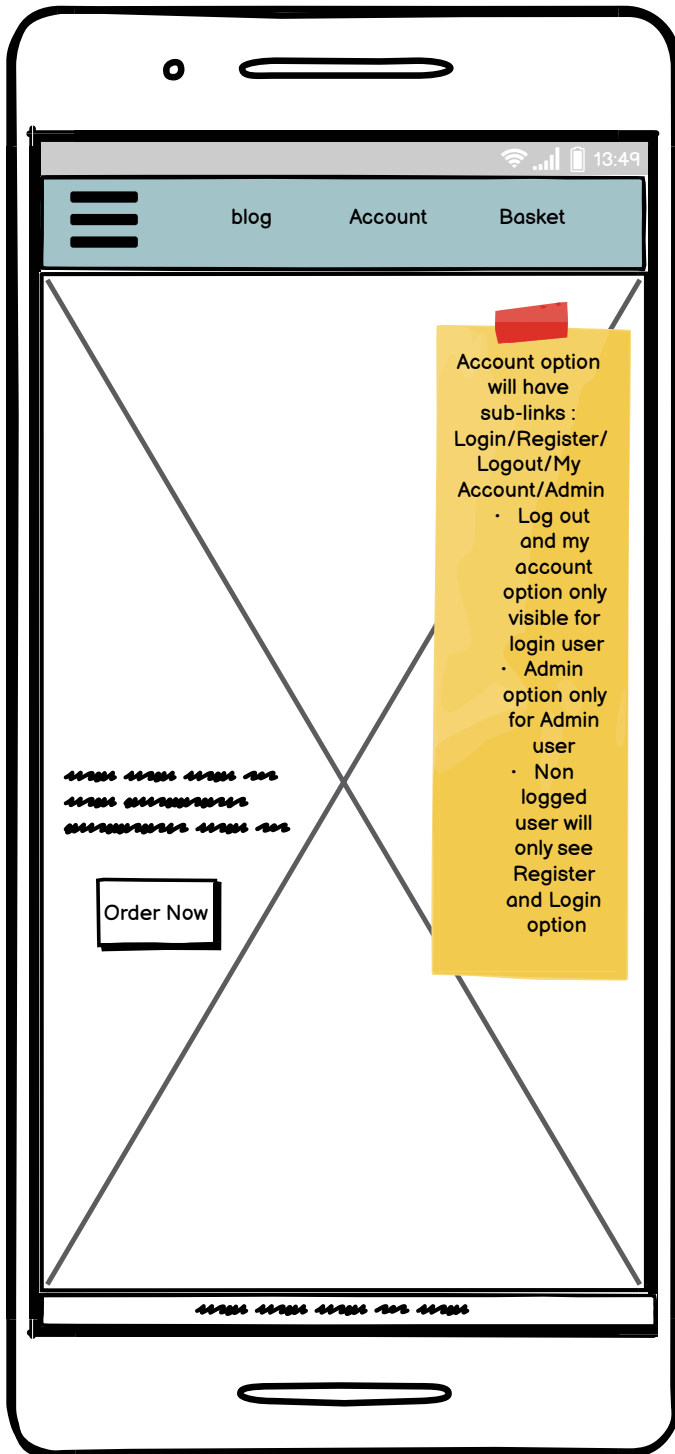 13:49
blog Account Basket
Account option
will have
sub-links :
Login/Register/
Logout/My
Account/Admin
· Log out
and my
account
option only
visible for
login user
· Admin
option only
for Admin
user
· Non
logged
user will
only see
Register
and Login
option
Order Now